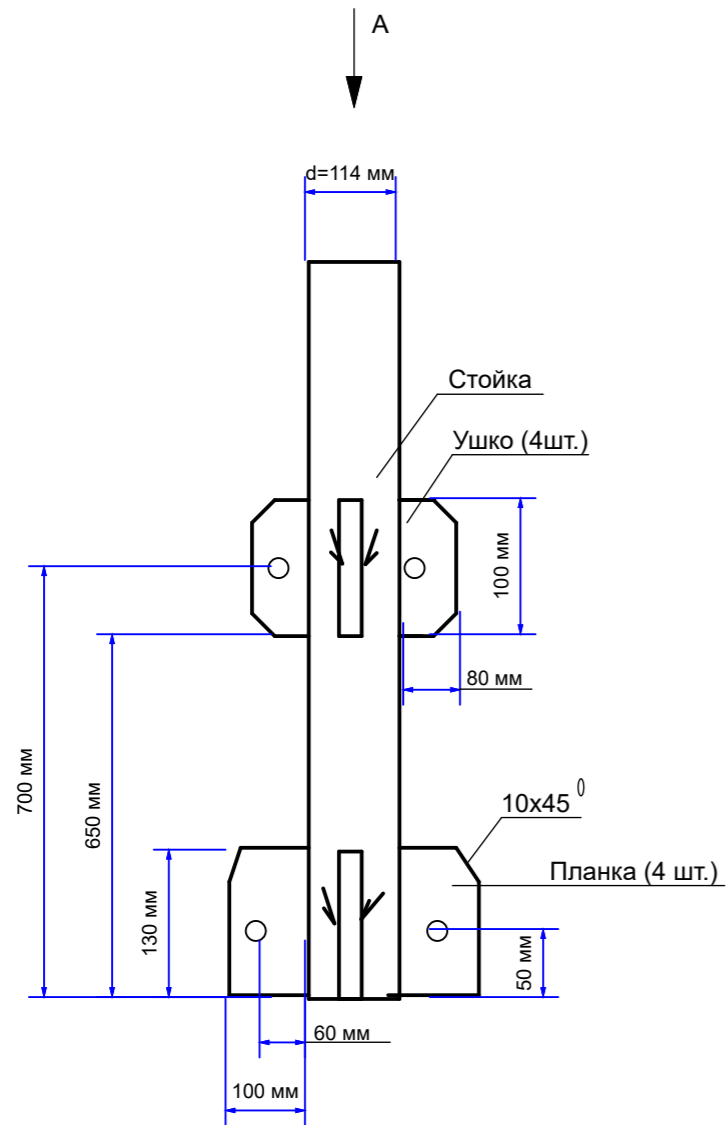 А
d=114 мм
Стойка
Ушко (4шт.)
100 мм
80 мм
700 мм
650 мм
10х45 0
Планка (4 шт.)
130 мм
50 мм
60 мм
100 мм